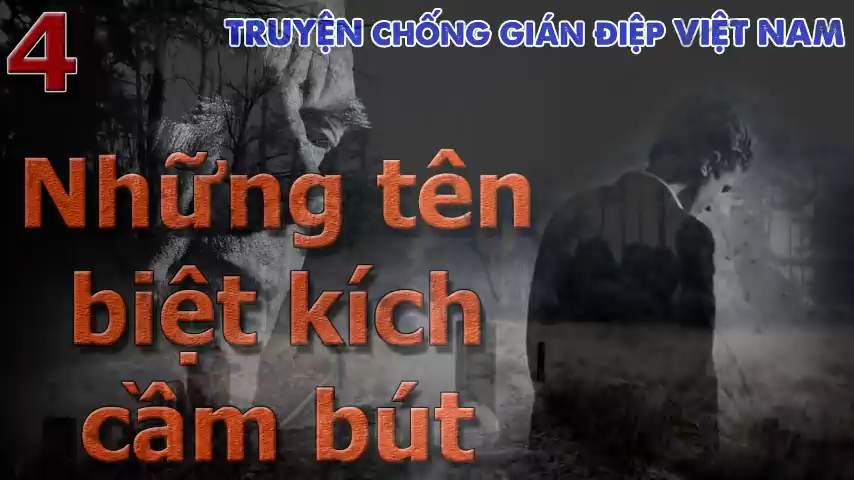 4
TRUYỆN CHỐNG GIÁN ĐIỆP VIỆT NAM
Những tên
biệt kích
cầm bút